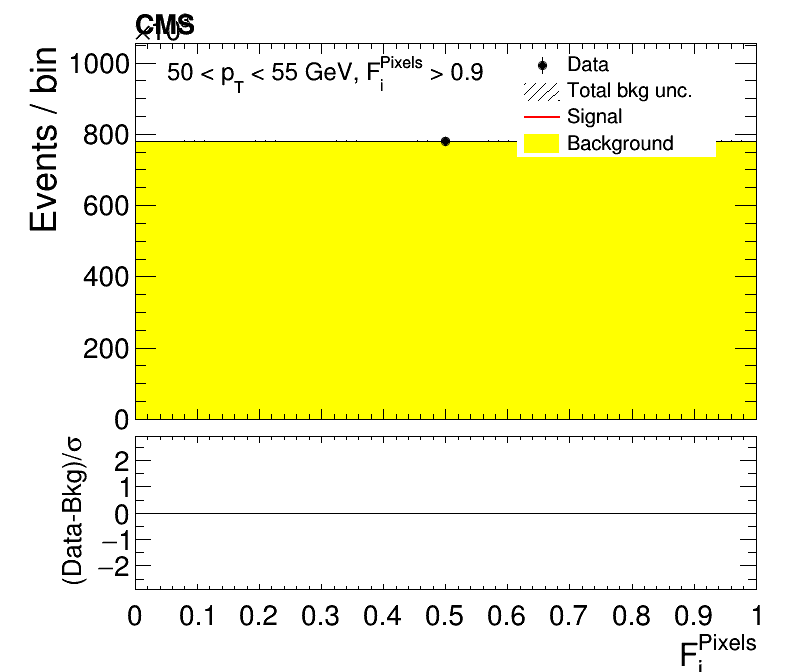 CMS
×10
1000
800
600
400
200
0
Events / bin
50 < p_T < 55 GeV, F_i^Pixels > 0.9
Data
Total bkg unc.
Signal
Background
(Data-Bkg)/σ
2
1
0
−1
−2
0 0.1 0.2 0.3 0.4 0.5 0.6 0.7 0.8 0.9 1
F_i^Pixels